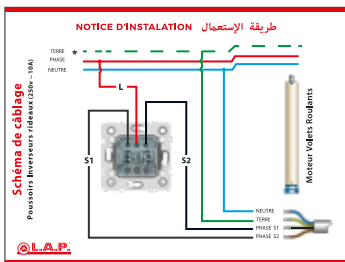 NOTICE D'INSTALATION طريقة الإستعمال
TERRE
PHASE
NEUTRE
L
Schéma de câblage
Poussoirs Inverseurs rideaux (250v ~ 10A)
S1
S2
Moteur Volets Roulants
NEUTRE
TERRE
PHASE S1
PHASE S2
L.A.P.